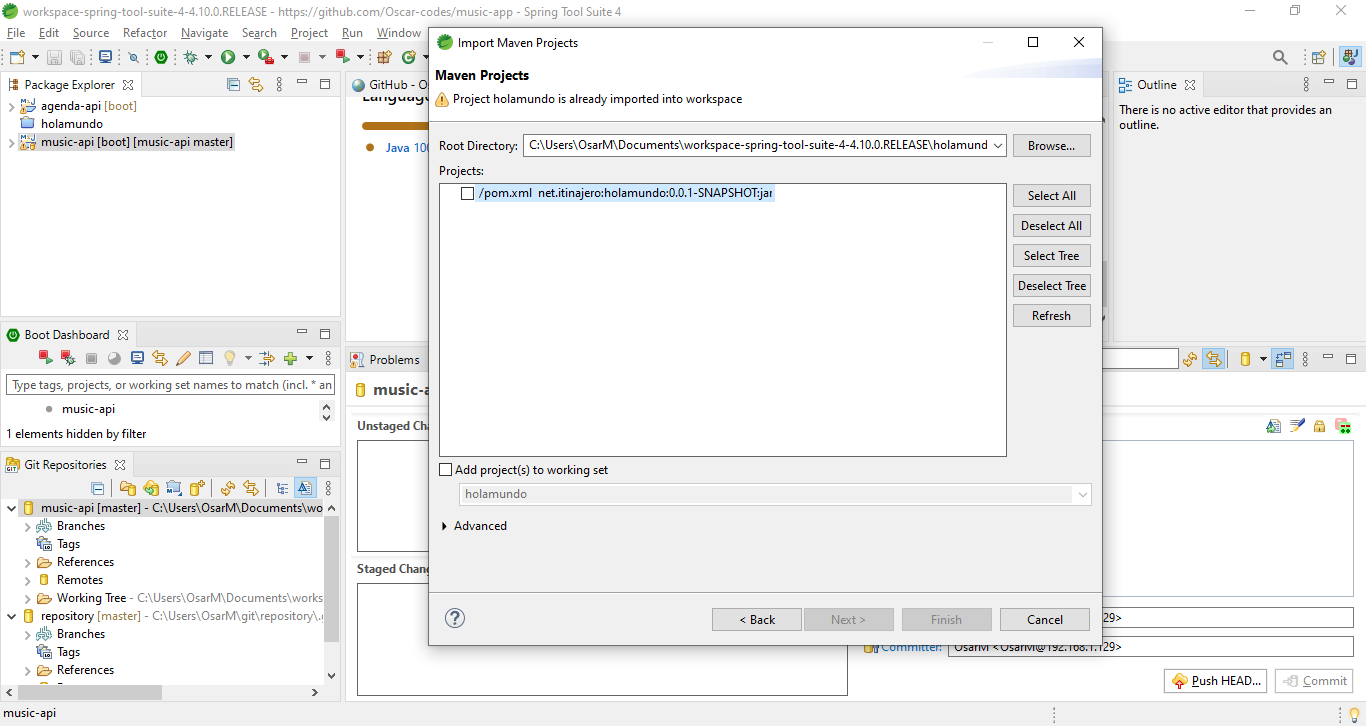 workspace-spring-tool-suite-4-4.10.0.RELEASE - https://github.com/Oscar-codes/music-app - Spring Tool Suite 4
File Edit Source Refactor Navigate Search Project Run Window
Package Explorer
agenda-api [boot]
holamundo
music-api [boot] [music-api master]
GitHub - Os
Language
Java 100
Import Maven Projects
Maven Projects
Project holamundo is already imported into workspace
Root Directory: C:\Users\OsarM\Documents\workspace-spring-tool-suite-4-4.10.0.RELEASE\holamund Browse...
Projects:
/pom.xml net.itinajero:holamundo:0.0.1-SNAPSHOT:jar
Select All
Deselect All
Select Tree
Deselect Tree
Refresh
Add project(s) to working set
holamundo
Advanced
< Back Next > Finish Cancel
Outline
There is no active editor that provides an
outline.
Boot Dashboard
Type tags, projects, or working set names to match (incl. * an
music-api
1 elements hidden by filter
Git Repositories
GIT
music-api [master] - C:\Users\OsarM\Documents\wo
Branches
Tags
References
Remotes
Working Tree - C:\Users\OsarM\Documents\works
repository [master] - C:\Users\OsarM\git\repository\.
Branches
Tags
References
Problems
music-a
Unstaged Cha
Staged Chang
29>
Committer: OsarM <OsarM@192.168.1.129>
Push HEAD... Commit
music-api